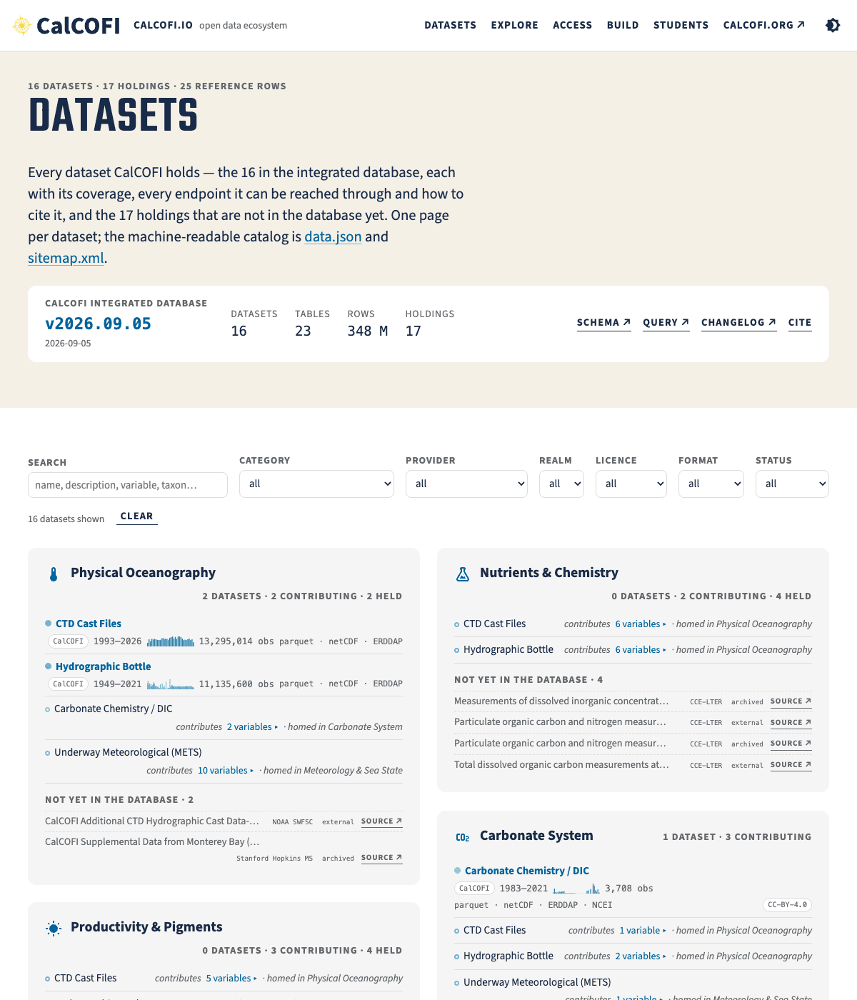 CalCOFI CALCOFI.IO open data ecosystem DATASETS EXPLORE ACCESS BUILD STUDENTS CALCOFI.ORG ↗
16 DATASETS · 17 HOLDINGS · 25 REFERENCE ROWS
DATASETS
Every dataset CalCOFI holds — the 16 in the integrated database, each
with its coverage, every endpoint it can be reached through and how to
cite it, and the 17 holdings that are not in the database yet. One page
per dataset; the machine-readable catalog is data.json and
sitemap.xml.
CALCOFI INTEGRATED DATABASE
v2026.09.05
2026-09-05
DATASETS TABLES ROWS HOLDINGS
16 23 348 M 17
SCHEMA ↗ QUERY ↗ CHANGELOG ↗ CITE
SEARCH CATEGORY PROVIDER REALM LICENCE FORMAT STATUS
name, description, variable, taxon… all all all all all all
16 datasets shown CLEAR
Physical Oceanography
2 DATASETS · 2 CONTRIBUTING · 2 HELD
CTD Cast Files
CalCOFI 1993–2026 13,295,014 obs parquet · netCDF · ERDDAP
Hydrographic Bottle
CalCOFI 1949–2021 11,135,600 obs parquet · netCDF · ERDDAP
Carbonate Chemistry / DIC
contributes 2 variables ▸ · homed in Carbonate System
Underway Meteorological (METS)
contributes 10 variables ▸ · homed in Meteorology & Sea State
NOT YET IN THE DATABASE · 2
CalCOFI Additional CTD Hydrographic Cast Data-… NOAA SWFSC external SOURCE ↗
CalCOFI Supplemental Data from Monterey Bay (…
Stanford Hopkins MS archived SOURCE ↗
Productivity & Pigments
0 DATASETS · 3 CONTRIBUTING · 4 HELD
CTD Cast Files contributes 5 variables ▸ · homed in Physical Oceanography
Nutrients & Chemistry
0 DATASETS · 2 CONTRIBUTING · 4 HELD
CTD Cast Files contributes 6 variables ▸ · homed in Physical Oceanography
Hydrographic Bottle contributes 6 variables ▸ · homed in Physical Oceanography
NOT YET IN THE DATABASE · 4
Measurements of dissolved inorganic concentrat… CCE-LTER archived SOURCE ↗
Particulate organic carbon and nitrogen measur… CCE-LTER external SOURCE ↗
Particulate organic carbon and nitrogen measur… CCE-LTER archived SOURCE ↗
Total dissolved organic carbon measurements at… CCE-LTER external SOURCE ↗
CO₂ Carbonate System 1 DATASET · 3 CONTRIBUTING
Carbonate Chemistry / DIC
CalCOFI 1983–2021 3,708 obs
parquet · netCDF · ERDDAP · NCEI CC-BY-4.0
CTD Cast Files contributes 1 variable ▸ · homed in Physical Oceanography
Hydrographic Bottle contributes 2 variables ▸ · homed in Physical Oceanography
Underway Meteorological (METS)
contributes 1 variable ▸ · homed in Meteorology & Sea State